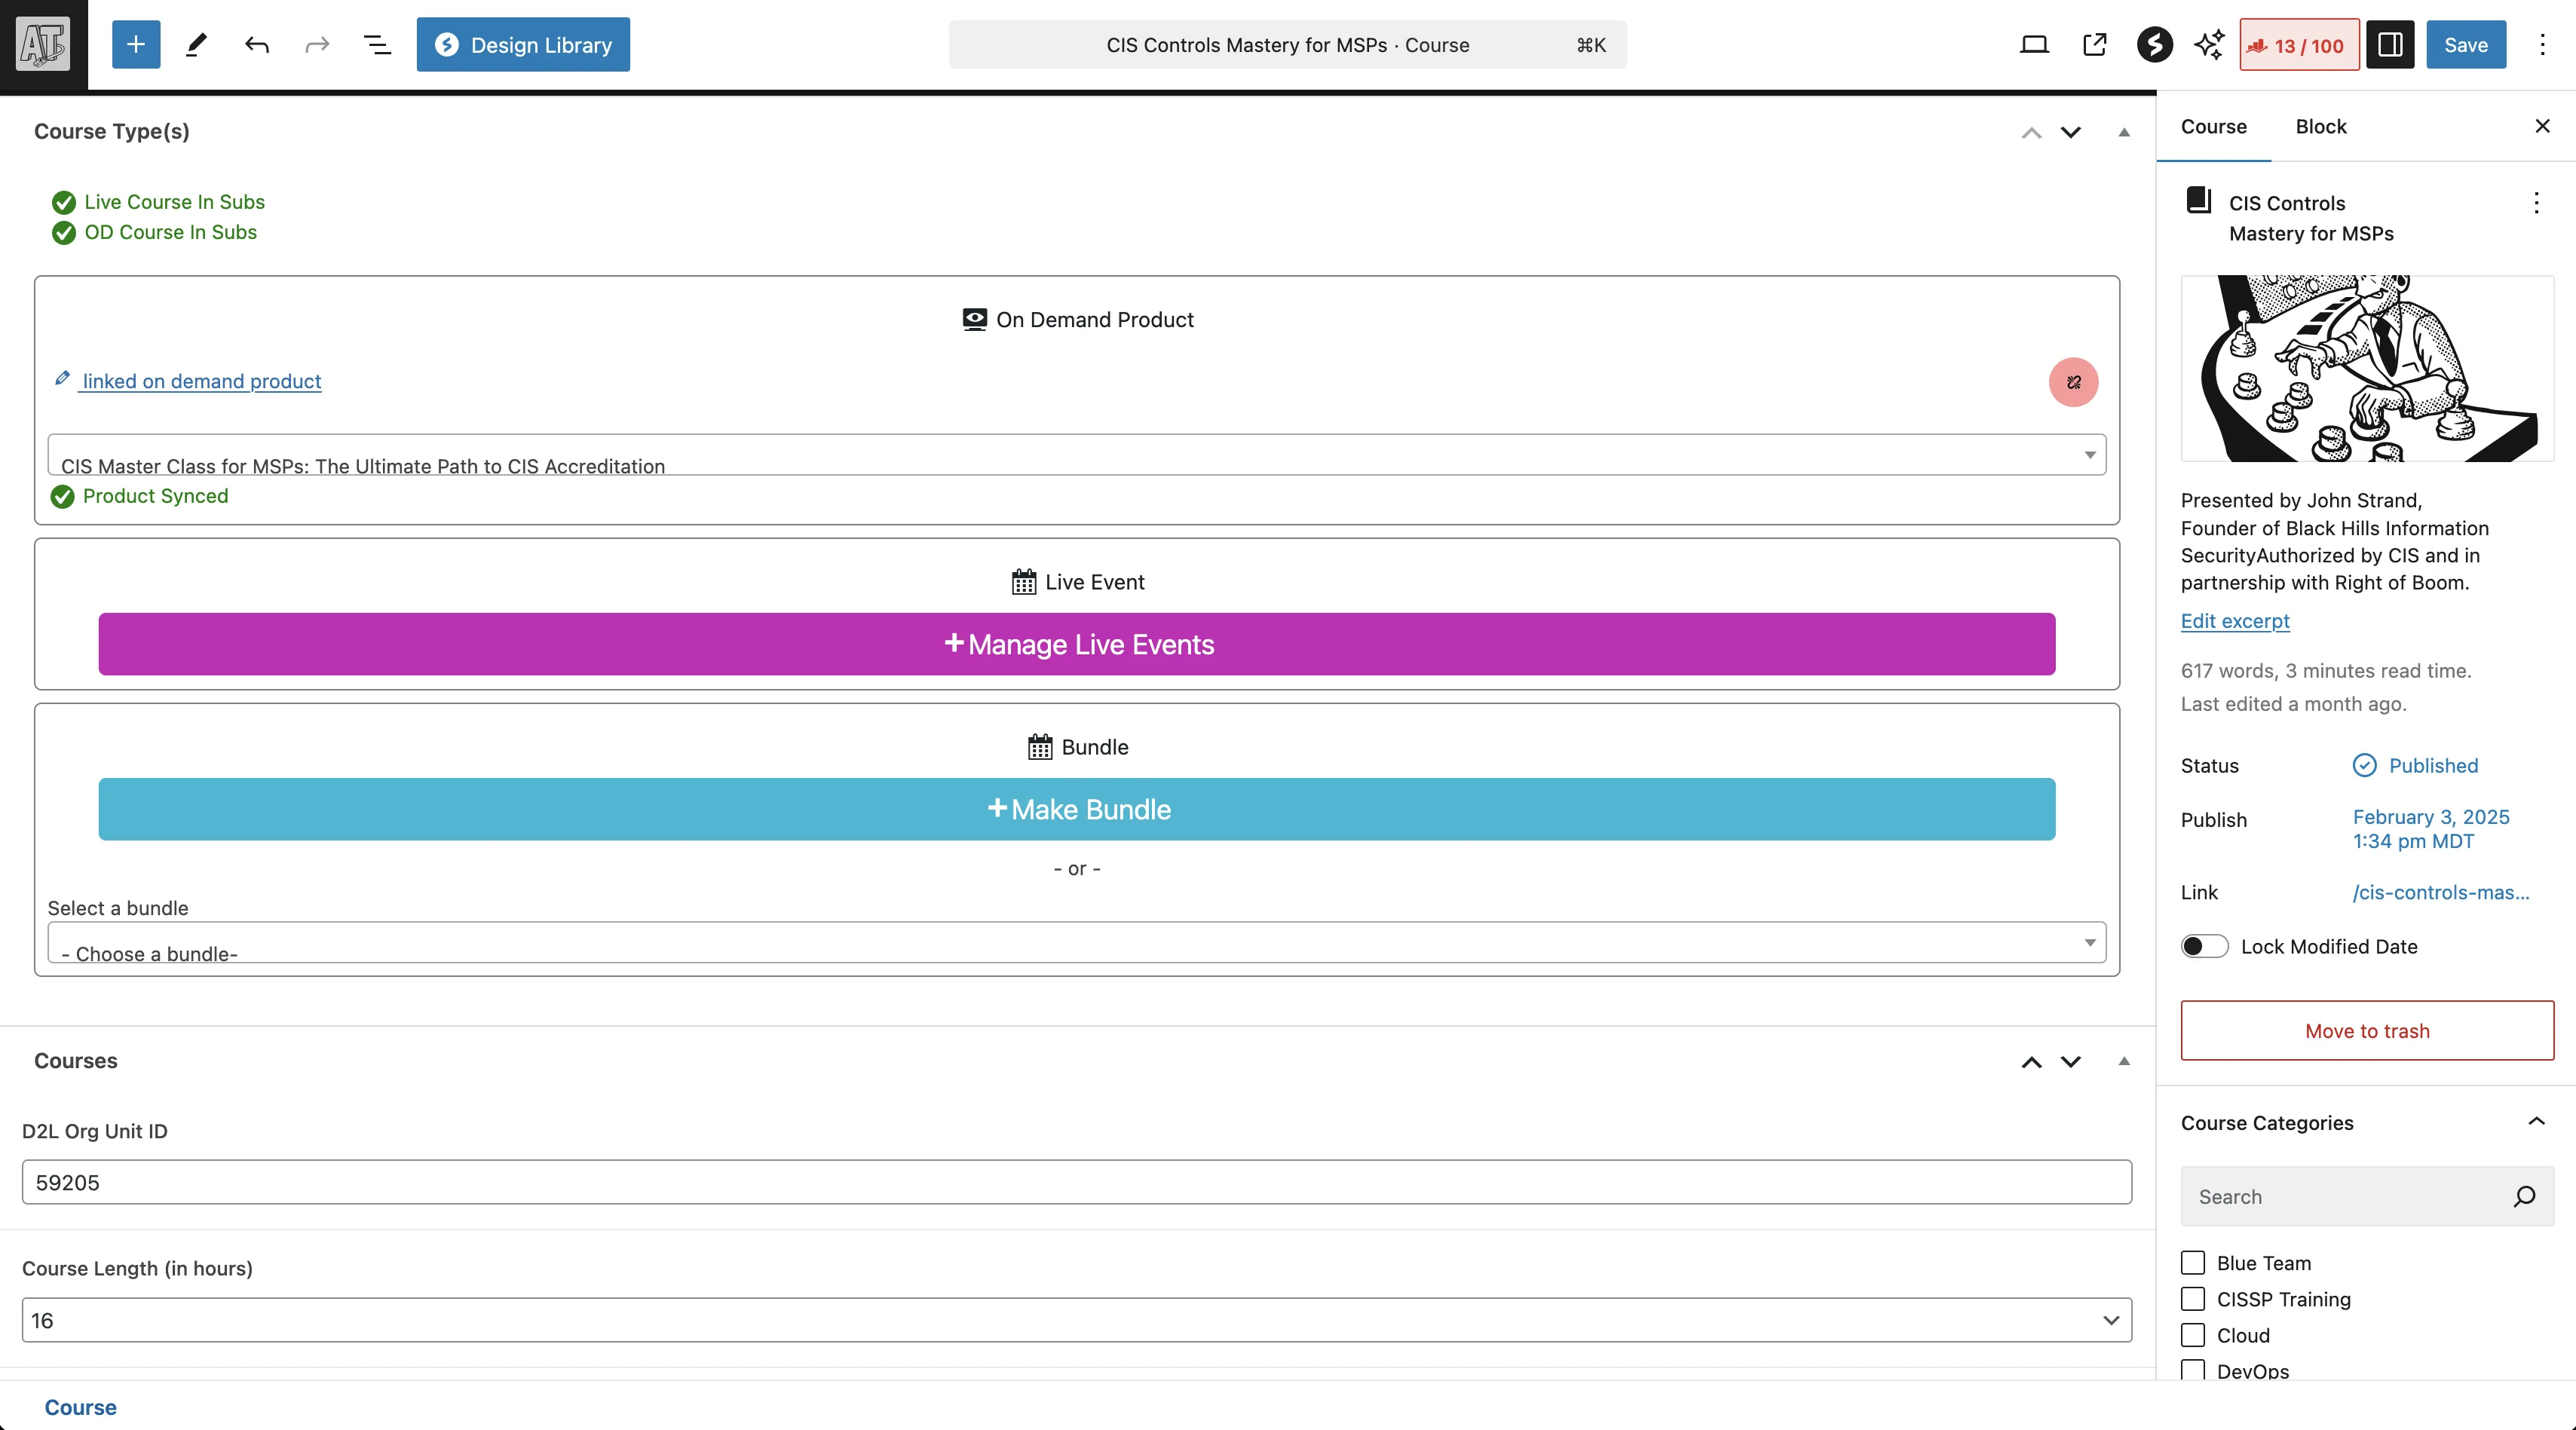 AT
Design Library
CIS Controls Mastery for MSPs · Course
⌘K
13 / 100
Save
Course Type(s)
Live Course In Subs
OD Course In Subs
On Demand Product
linked on demand product
CIS Master Class for MSPs: The Ultimate Path to CIS Accreditation
Product Synced
Live Event
+Manage Live Events
Bundle
+Make Bundle
- or -
Select a bundle
- Choose a bundle-
Courses
D2L Org Unit ID
59205
Course Length (in hours)
16
Course
Course
Block
CIS Controls
Mastery for MSPs
Presented by John Strand,
Founder of Black Hills Information
SecurityAuthorized by CIS and in
partnership with Right of Boom.
Edit excerpt
617 words, 3 minutes read time.
Last edited a month ago.
Status
Published
Publish
February 3, 2025
1:34 pm MDT
Link
/cis-controls-mas...
Lock Modified Date
Move to trash
Course Categories
Search
Blue Team
CISSP Training
Cloud
DevOps